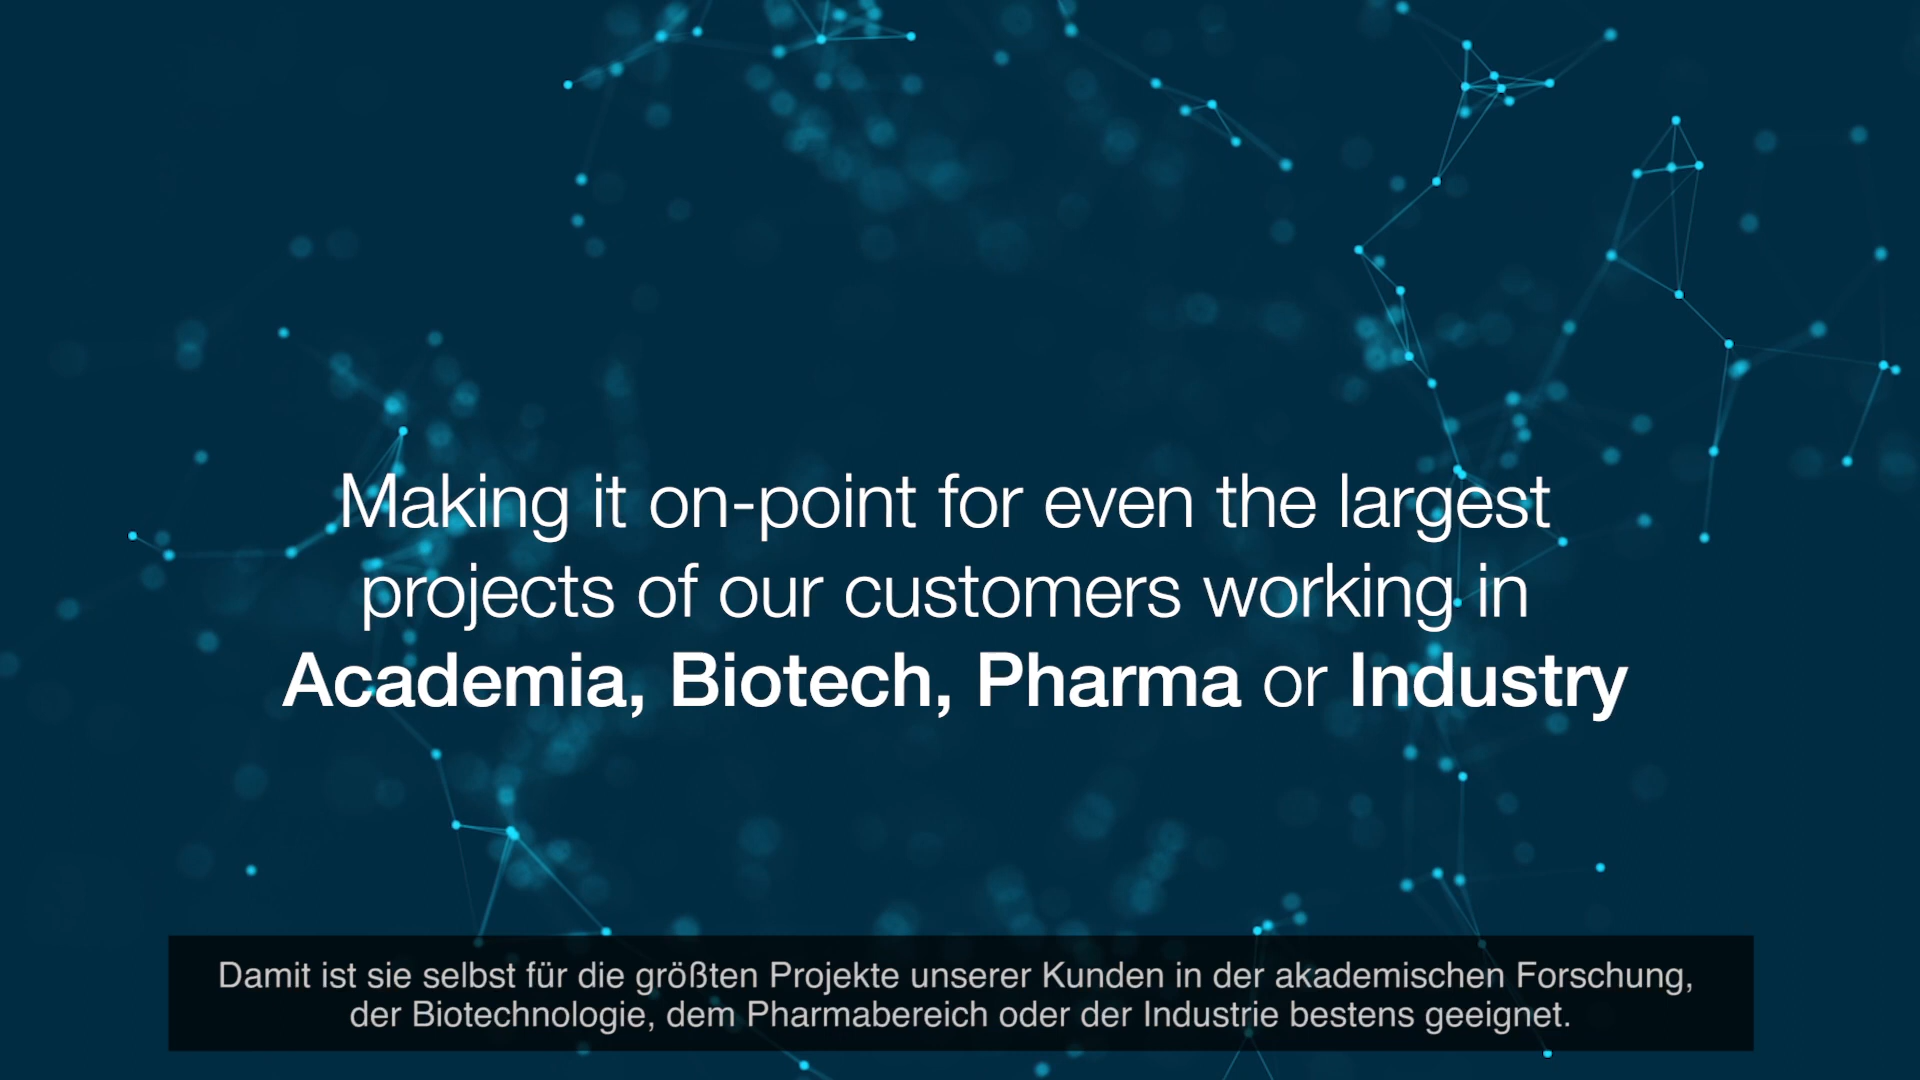 Making it on-point for even the largest
projects of our customers working in
Academia, Biotech, Pharma or Industry
Damit ist sie selbst für die größten Projekte unserer Kunden in der akademischen Forschung,
der Biotechnologie, dem Pharmabereich oder der Industrie bestens geeignet.